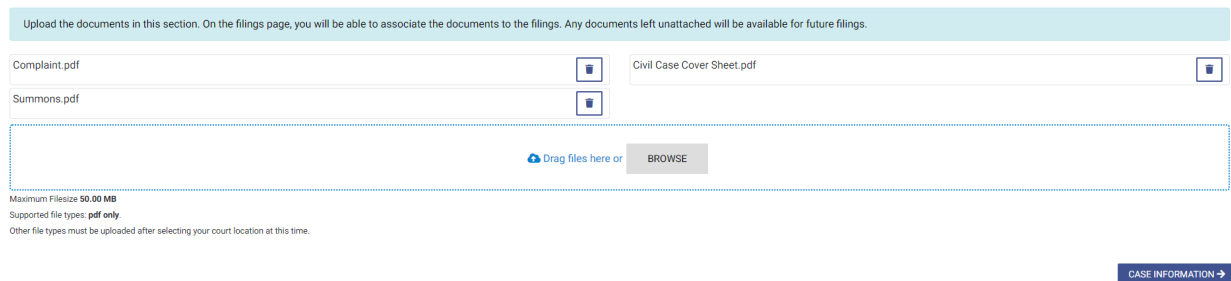 Upload the documents in this section. On the filings page, you will be able to associate the documents to the filings. Any documents left unattached will be available for future filings.
Complaint.pdf
Civil Case Cover Sheet.pdf
Summons.pdf
Drag files here or BROWSE
Maximum Filesize 50.00 MB
Supported file types: pdf only.
Other file types must be uploaded after selecting your court location at this time.
CASE INFORMATION →